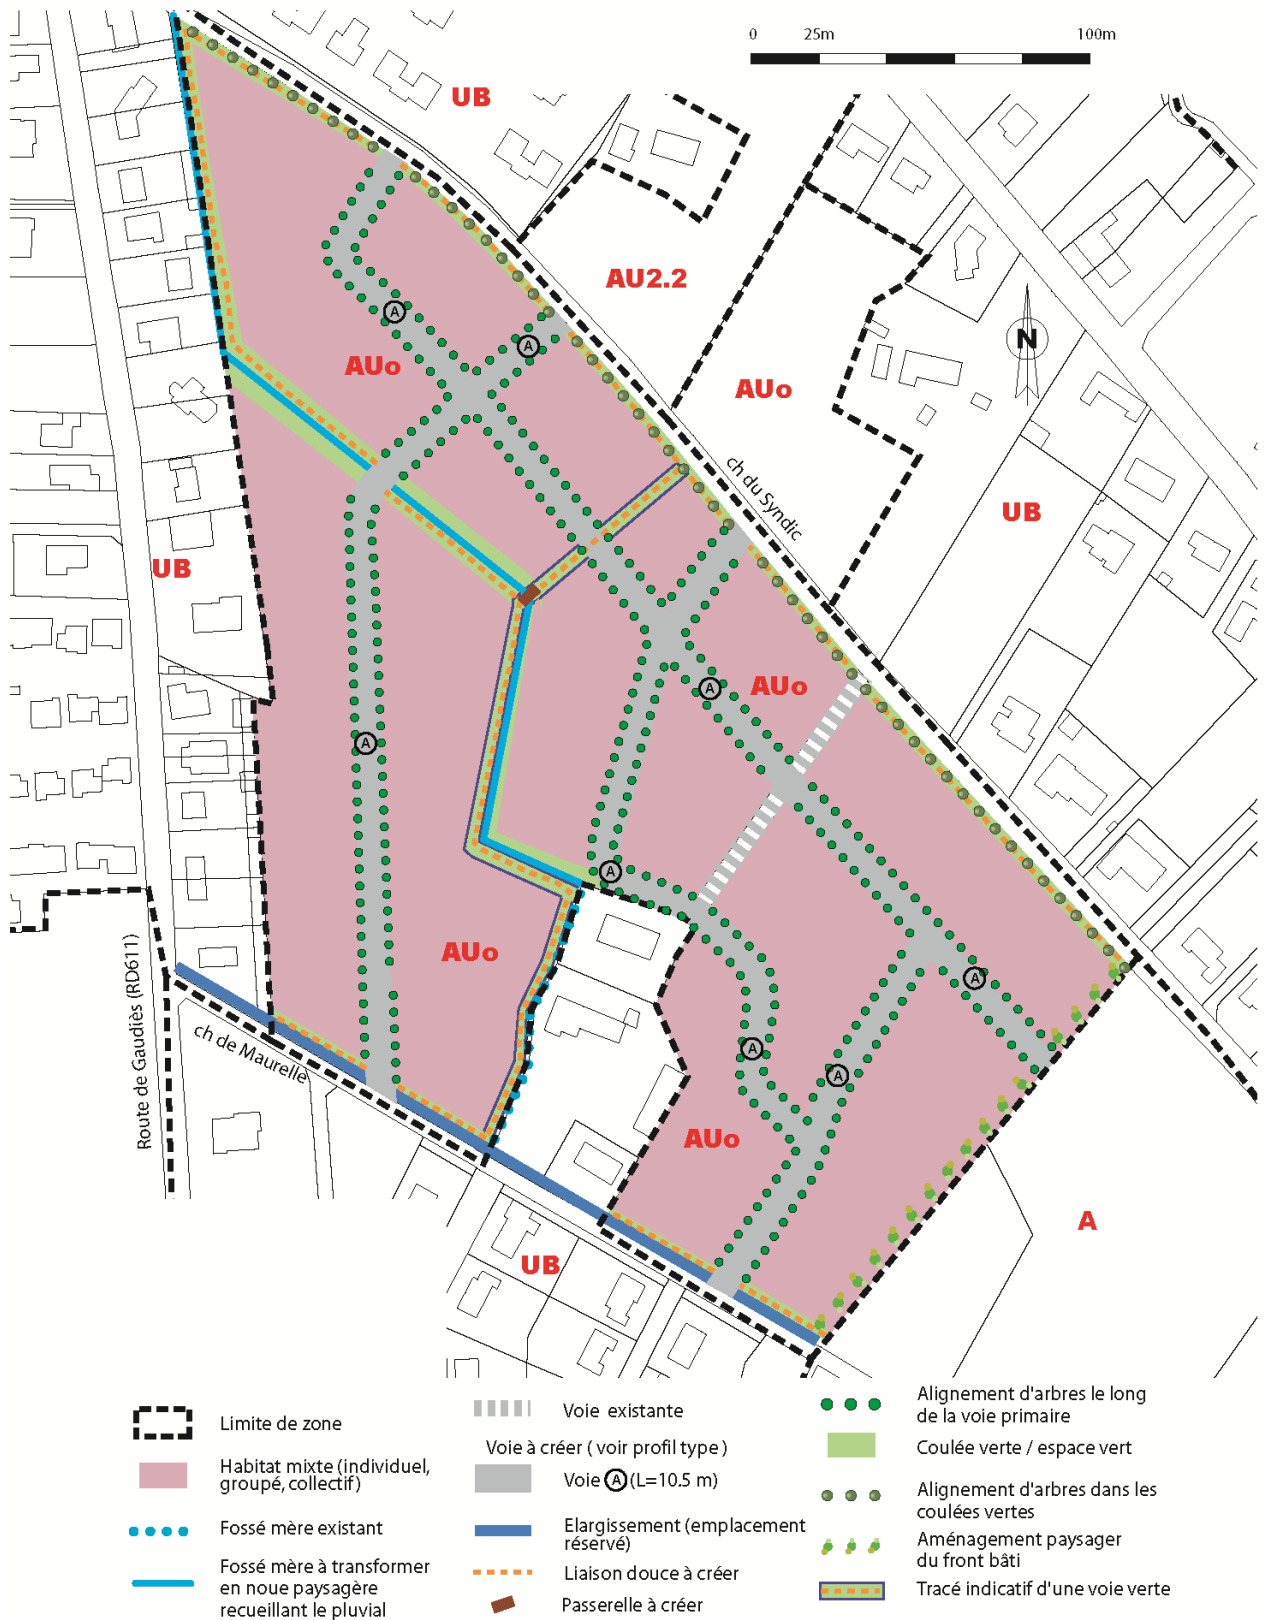 0 25m 100m
UB
AU2.2
N
A
A
AUo
AUo
ch du Syndic
UB
UB
A
AUo
A
A
AUo
A
Route de Gaudiès (RD611)
ch de Maurelle
A
A
AUo
A
UB
Limite de zone
Habitat mixte (individuel,
groupé, collectif)
Fossé mère existant
Fossé mère à transformer
en noue paysagère
recueillant le pluvial
Voie existante
Voie à créer ( voir profil type )
Voie A (L=10.5 m)
Elargissement (emplacement
réservé)
Liaison douce à créer
Passerelle à créer
Alignement d'arbres le long
de la voie primaire
Coulée verte / espace vert
Alignement d'arbres dans les
coulées vertes
Aménagement paysager
du front bâti
Tracé indicatif d'une voie verte